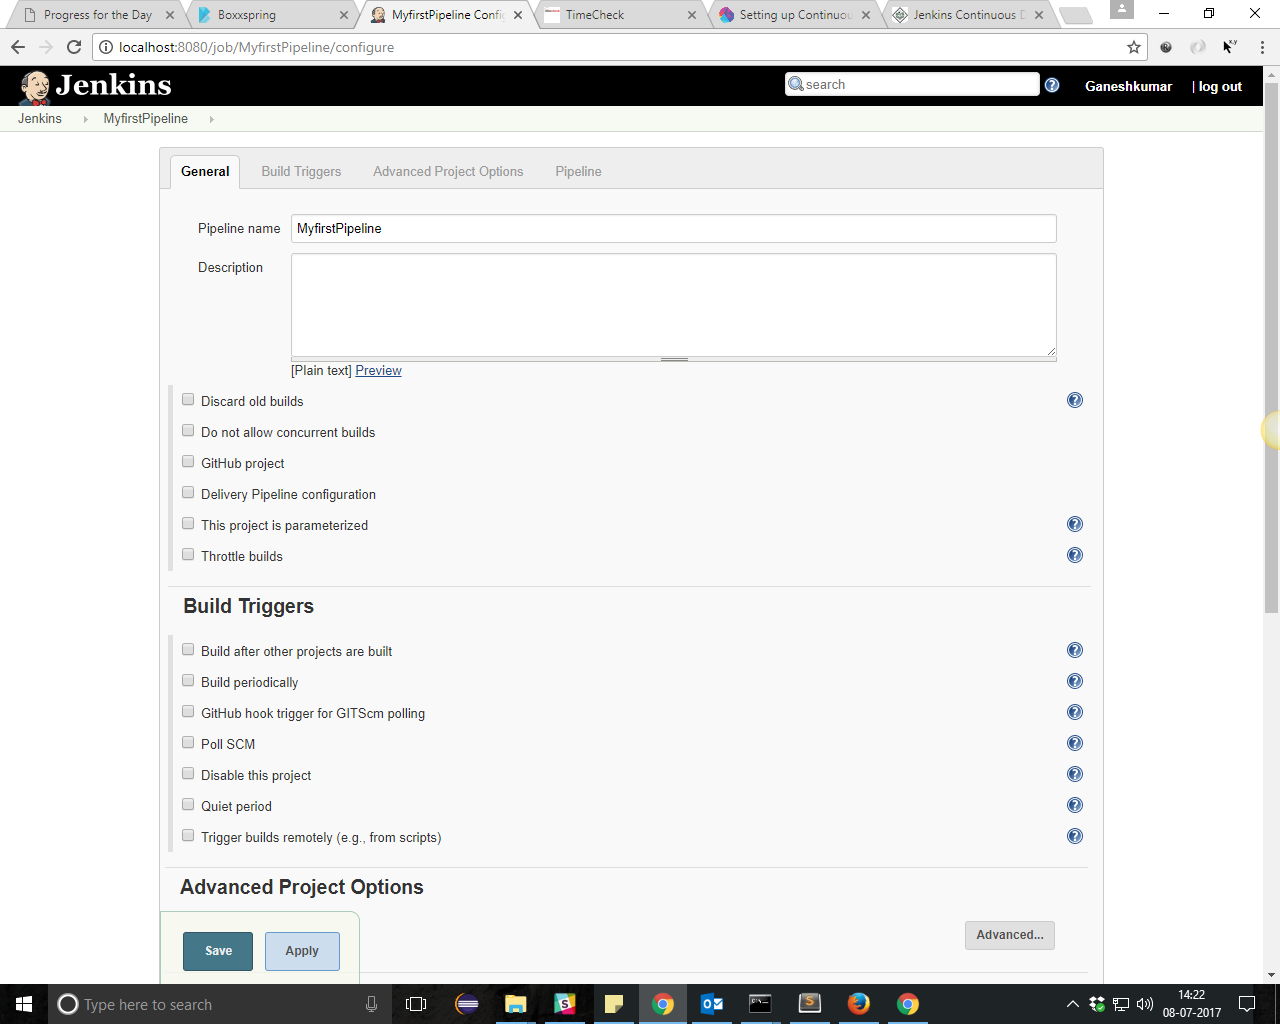 Progress for the Day
Boxxspring
MyfirstPipeline Config
TimeCheck
Setting up Continuou
Jenkins Continuous D
localhost:8080/job/MyfirstPipeline/configure
Jenkins
search
Ganeshkumar
| log out
Jenkins
MyfirstPipeline
General
Build Triggers
Advanced Project Options
Pipeline
Pipeline name
MyfirstPipeline
Description
[Plain text] Preview
Discard old builds
Do not allow concurrent builds
GitHub project
Delivery Pipeline configuration
This project is parameterized
Throttle builds
Build Triggers
Build after other projects are built
Build periodically
GitHub hook trigger for GITScm polling
Poll SCM
Disable this project
Quiet period
Trigger builds remotely (e.g., from scripts)
Advanced Project Options
Advanced...
Save
Apply
Type here to search
14:22
08-07-2017